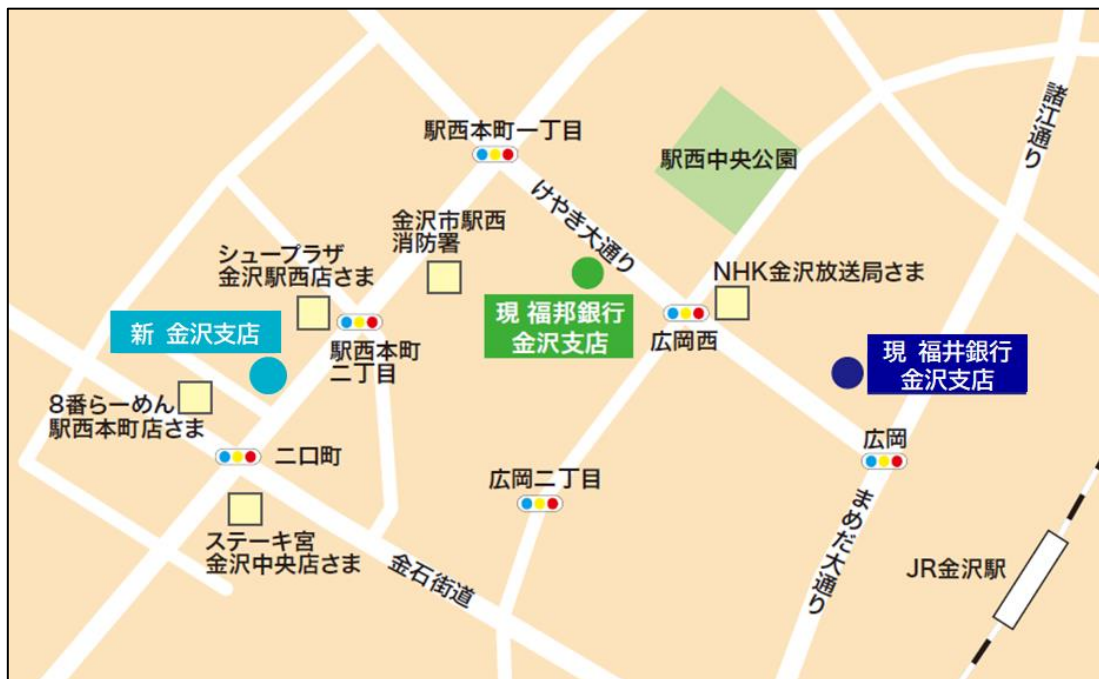 諸江通り
駅西本町一丁目
駅西中央公園
けやき大通り
金沢市駅西
消防署
シュープラザ
金沢駅西店さま
NHK金沢放送局さま
現 福邦銀行
金沢支店
新 金沢支店
広岡西
駅西本町
二丁目
現 福井銀行
金沢支店
8番らーめん
駅西本町店さま
二口町
広岡
広岡二丁目
まめだ大通り
ステーキ宮
金沢中央店さま
金石街道
JR金沢駅